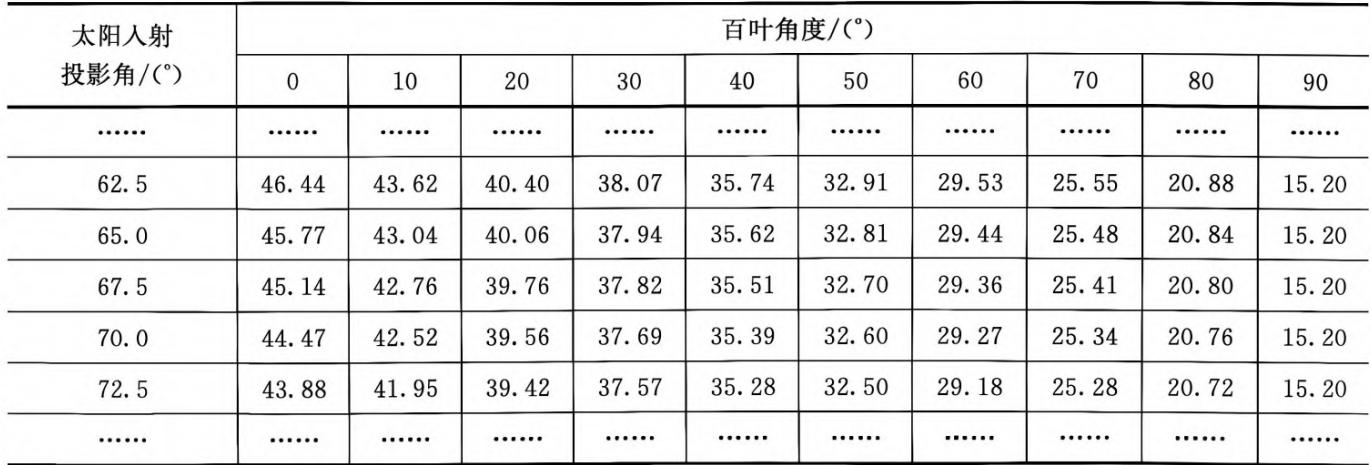 太阳入射
投影角/(°)
百叶角度/(°)
0 10 20 30 40 50 60 70 80 90
…… …… …… …… …… …… …… …… …… …… ……
62.5 46.44 43.62 40.40 38.07 35.74 32.91 29.53 25.55 20.88 15.20
65.0 45.77 43.04 40.06 37.94 35.62 32.81 29.44 25.48 20.84 15.20
67.5 45.14 42.76 39.76 37.82 35.51 32.70 29.36 25.41 20.80 15.20
70.0 44.47 42.52 39.56 37.69 35.39 32.60 29.27 25.34 20.76 15.20
72.5 43.88 41.95 39.42 37.57 35.28 32.50 29.18 25.28 20.72 15.20
…… …… …… …… …… …… …… …… …… …… ……